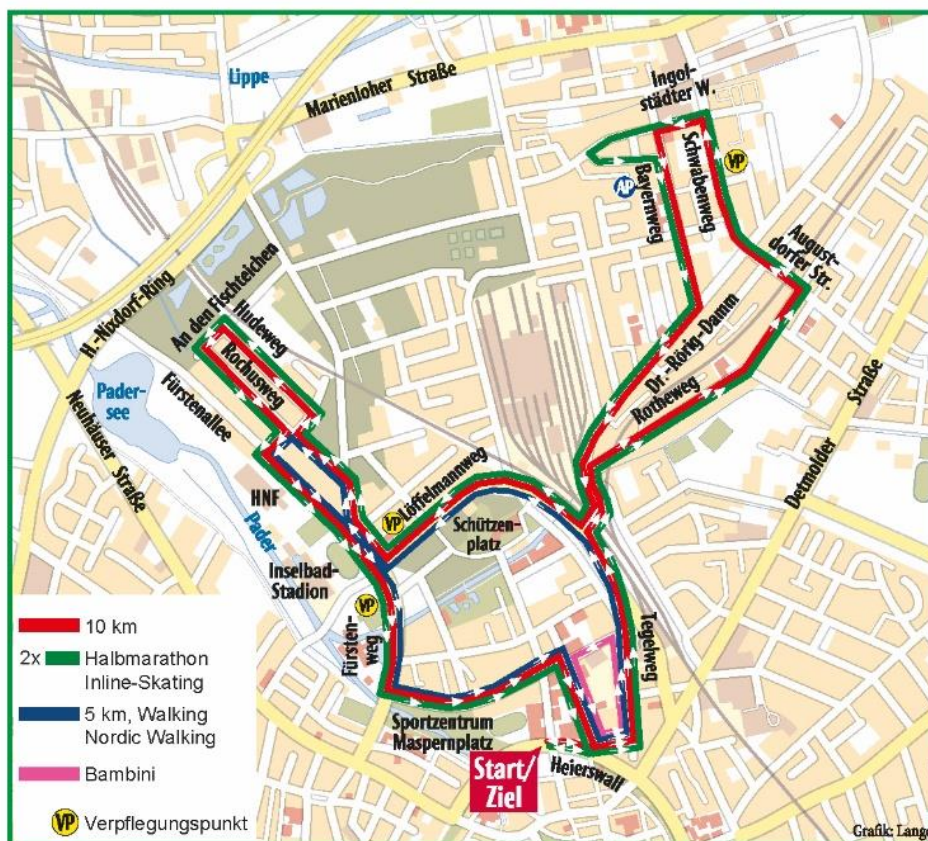 Lippe
Marienloher Straße
Ingol-
städter W.
Schwabenweg
VP
AP
Bayernweg
August-
dorfer Str.
H.-Nixdorf-Ring
An den Fischteichen
Hudeweg
Rochusweg
Dr.-Rörig-Damm
Rotheweg
Pader-
see
Fürstenallee
Neuhäuser Straße
Detmolder Straße
HNF
Pader
VP
Löffelmannweg
Schützen-
platz
Inselbad-
Stadion
VP
Fürsten-
weg
Tegelweg
Sportzentrum
Maspernplatz
Start/
Ziel
Heierswall
10 km
2x Halbmarathon
Inline-Skating
5 km, Walking
Nordic Walking
Bambini
VP Verpflegungspunkt
Grafik: Lange